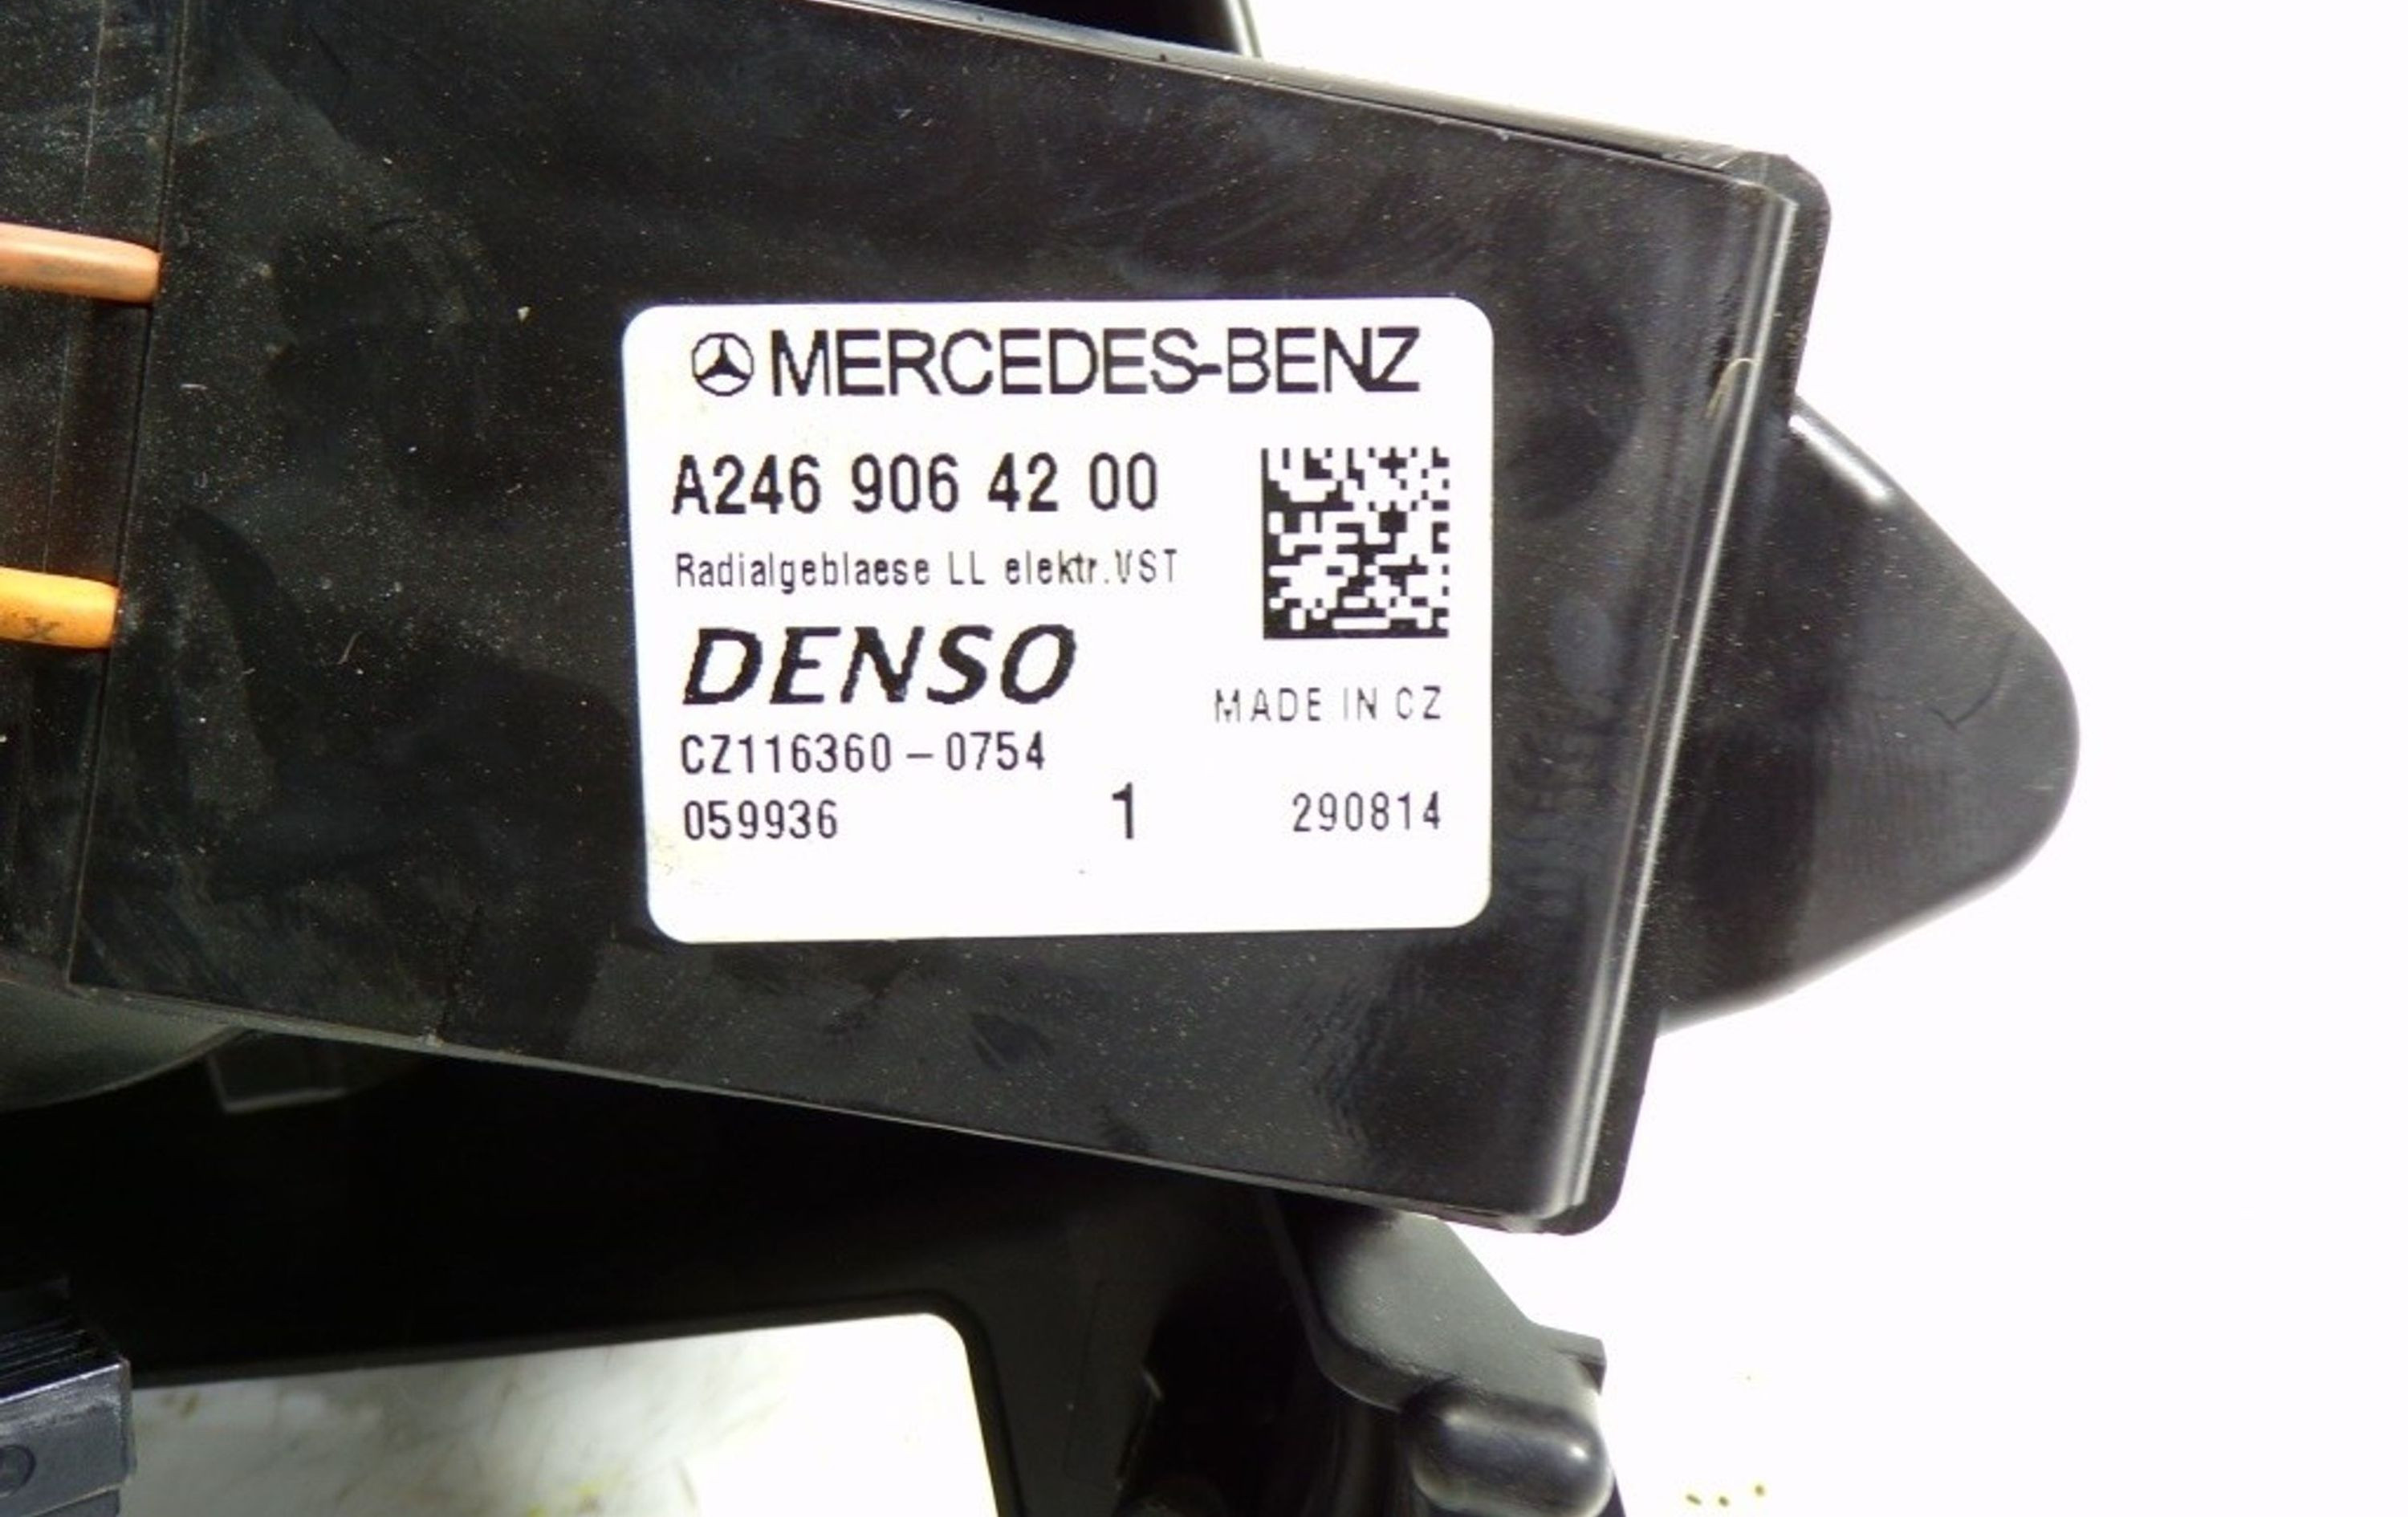 MERCEDES-BENZ
A246 906 42 00
Radialgeblaese LL elektr.VST
DENSO
MADE IN CZ
CZ116360-0754
059936 1 290814